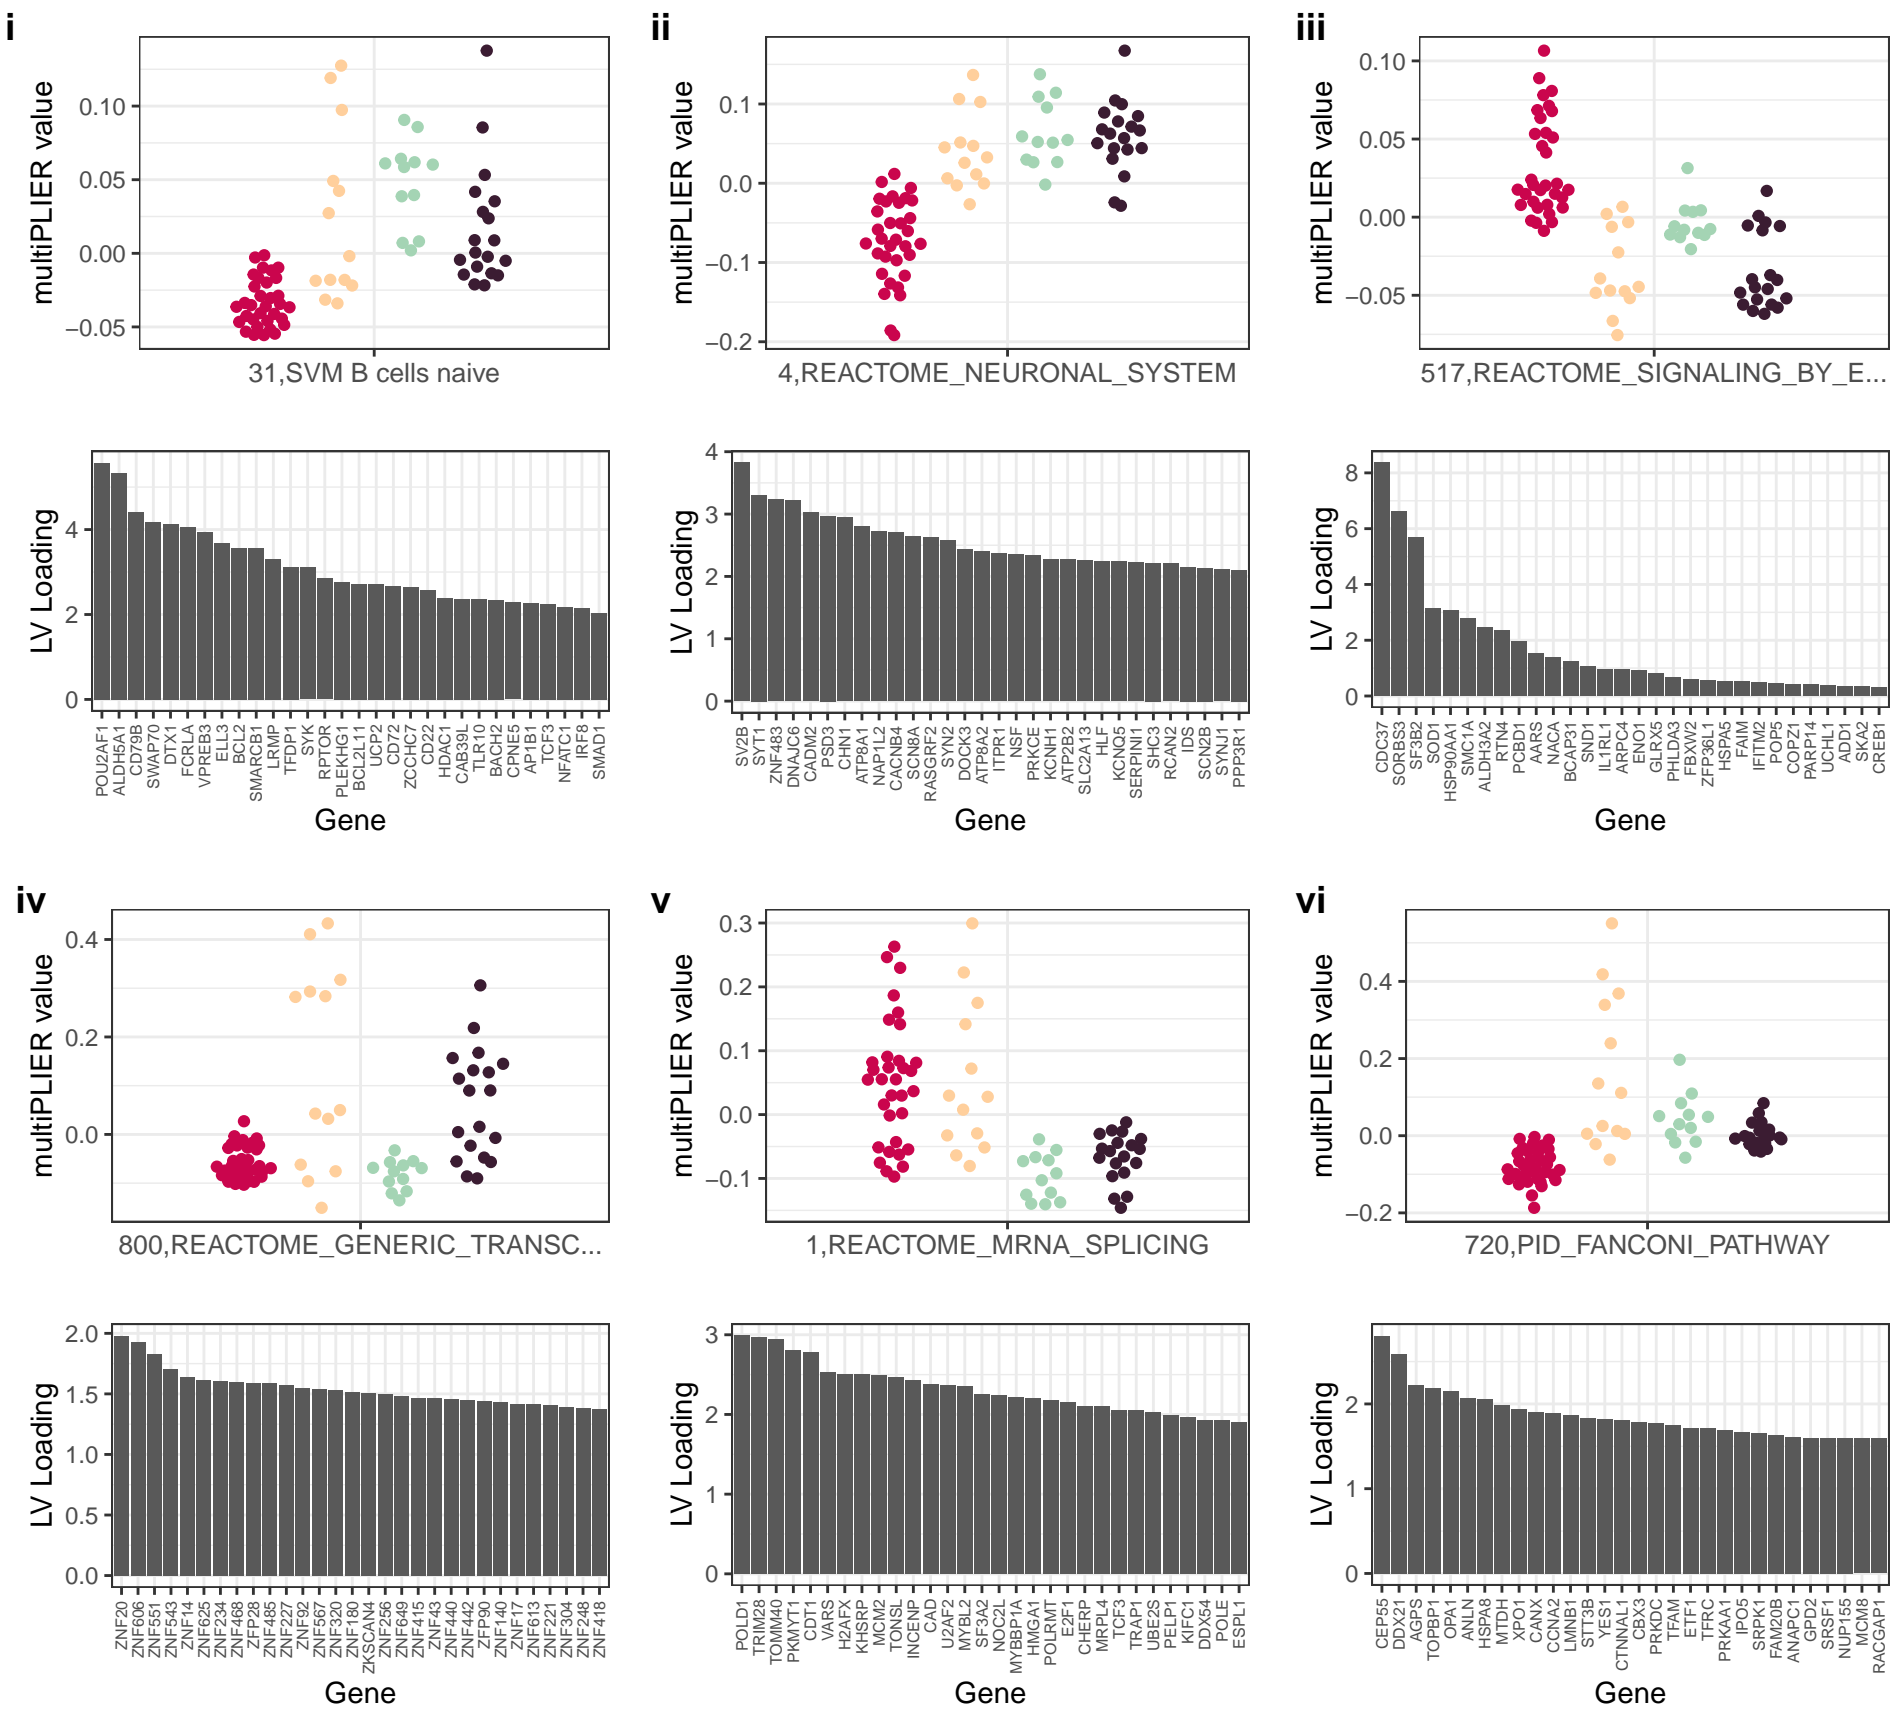 i
multiPLIER value
0.10
0.05
0.00
−0.05
31,SVM B cells naive
LV Loading
4
2
0
POU2AF1
ALDH5A1
CD79B
SWAP70
DTX1
FCRLA
VPREB3
ELL3
BCL2
SMARCB1
LRMP
TFDP1
SYK
RPTOR
PLEKHG1
BCL2L11
UCP2
CD72
ZCCHC7
CD22
HDAC1
CAB39L
TLR10
BACH2
CPNE5
AP1B1
TCF3
NFATC1
IRF8
SMAD1
Gene
ii
multiPLIER value
0.1
0.0
−0.1
−0.2
4,REACTOME_NEURONAL_SYSTEM
LV Loading
4
3
2
1
0
SV2B
SYT1
ZNF483
DNAJC6
CADM2
PSD3
CHN1
ATP8A1
NAP1L2
CACNB4
SCN8A
RASGRF2
SYN2
DOCK3
ATP8A2
ITPR1
NSF
PRKCE
KCNH1
ATP2B2
SLC2A13
HLF
KCNQ5
SERPINI1
SHC3
RCAN2
IDS
SCN2B
SYNJ1
PPP3R1
Gene
iii
multiPLIER value
0.10
0.05
0.00
−0.05
517,REACTOME_SIGNALING_BY_E...
LV Loading
8
6
4
2
0
CDC37
SORBS3
SF3B2
SOD1
HSP90AA1
SMC1A
ALDH3A2
RTN4
PCBD1
AARS
NACA
BCAP31
SND1
IL1RL1
ARPC4
ENO1
GLRX5
PHLDA3
FBXW2
ZFP36L1
HSPA5
FAIM
IFITM2
POP5
COPZ1
PARP14
UCHL1
ADD1
SKA2
CREB1
Gene
iv
multiPLIER value
0.4
0.2
0.0
800,REACTOME_GENERIC_TRANSC...
LV Loading
2.0
1.5
1.0
0.5
0.0
ZNF20
ZNF606
ZNF551
ZNF543
ZNF14
ZNF625
ZNF234
ZNF468
ZFP28
ZNF485
ZNF227
ZNF92
ZNF567
ZNF320
ZNF180
ZKSCAN4
ZNF256
ZNF649
ZNF415
ZNF43
ZNF440
ZNF442
ZFP90
ZNF140
ZNF17
ZNF613
ZNF221
ZNF304
ZNF248
ZNF418
Gene
v
multiPLIER value
0.3
0.2
0.1
0.0
−0.1
1,REACTOME_MRNA_SPLICING
LV Loading
3
2
1
0
POLD1
TRIM28
TOMM40
PKMYT1
CDT1
VARS
H2AFX
KHSRP
MCM2
TONSL
INCENP
CAD
U2AF2
MYBL2
SF3A2
NOC2L
MYBBP1A
HMGA1
POLRMT
E2F1
CHERP
MRPL4
TCF3
TRAP1
UBE2S
PELP1
KIFC1
DDX54
POLE
ESPL1
Gene
vi
multiPLIER value
0.4
0.2
0.0
−0.2
720,PID_FANCONI_PATHWAY
LV Loading
2
1
0
CEP55
DDX21
AGPS
TOPBP1
OPA1
ANLN
HSPA8
MTDH
XPO1
CANX
CCNA2
LMNB1
STT3B
YES1
CTNNAL1
CBX3
PRKDC
TFAM
ETF1
TFRC
PRKAA1
IPO5
SRPK1
FAM20B
ANAPC1
GPD2
SRSF1
NUP155
MCM8
RACGAP1
Gene